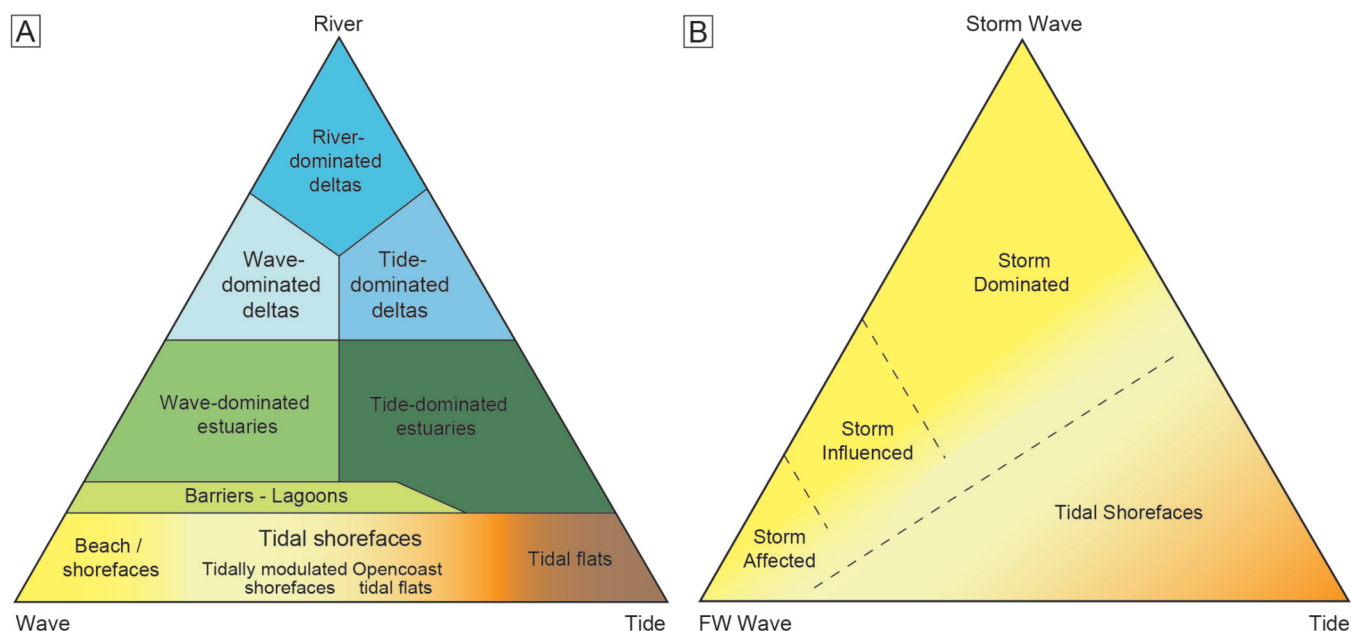 A
River
River-
dominated
deltas
Wave-
dominated
deltas
Tide-
dominated
deltas
Wave-dominated
estuaries
Tide-dominated
estuaries
Barriers - Lagoons
Beach /
shorefaces
Tidal shorefaces
Tidally modulated
shorefaces
Opencoast
tidal flats
Tidal flats
Wave
Tide
B
Storm Wave
Storm
Dominated
Storm
Influenced
Storm
Affected
Tidal Shorefaces
FW Wave
Tide